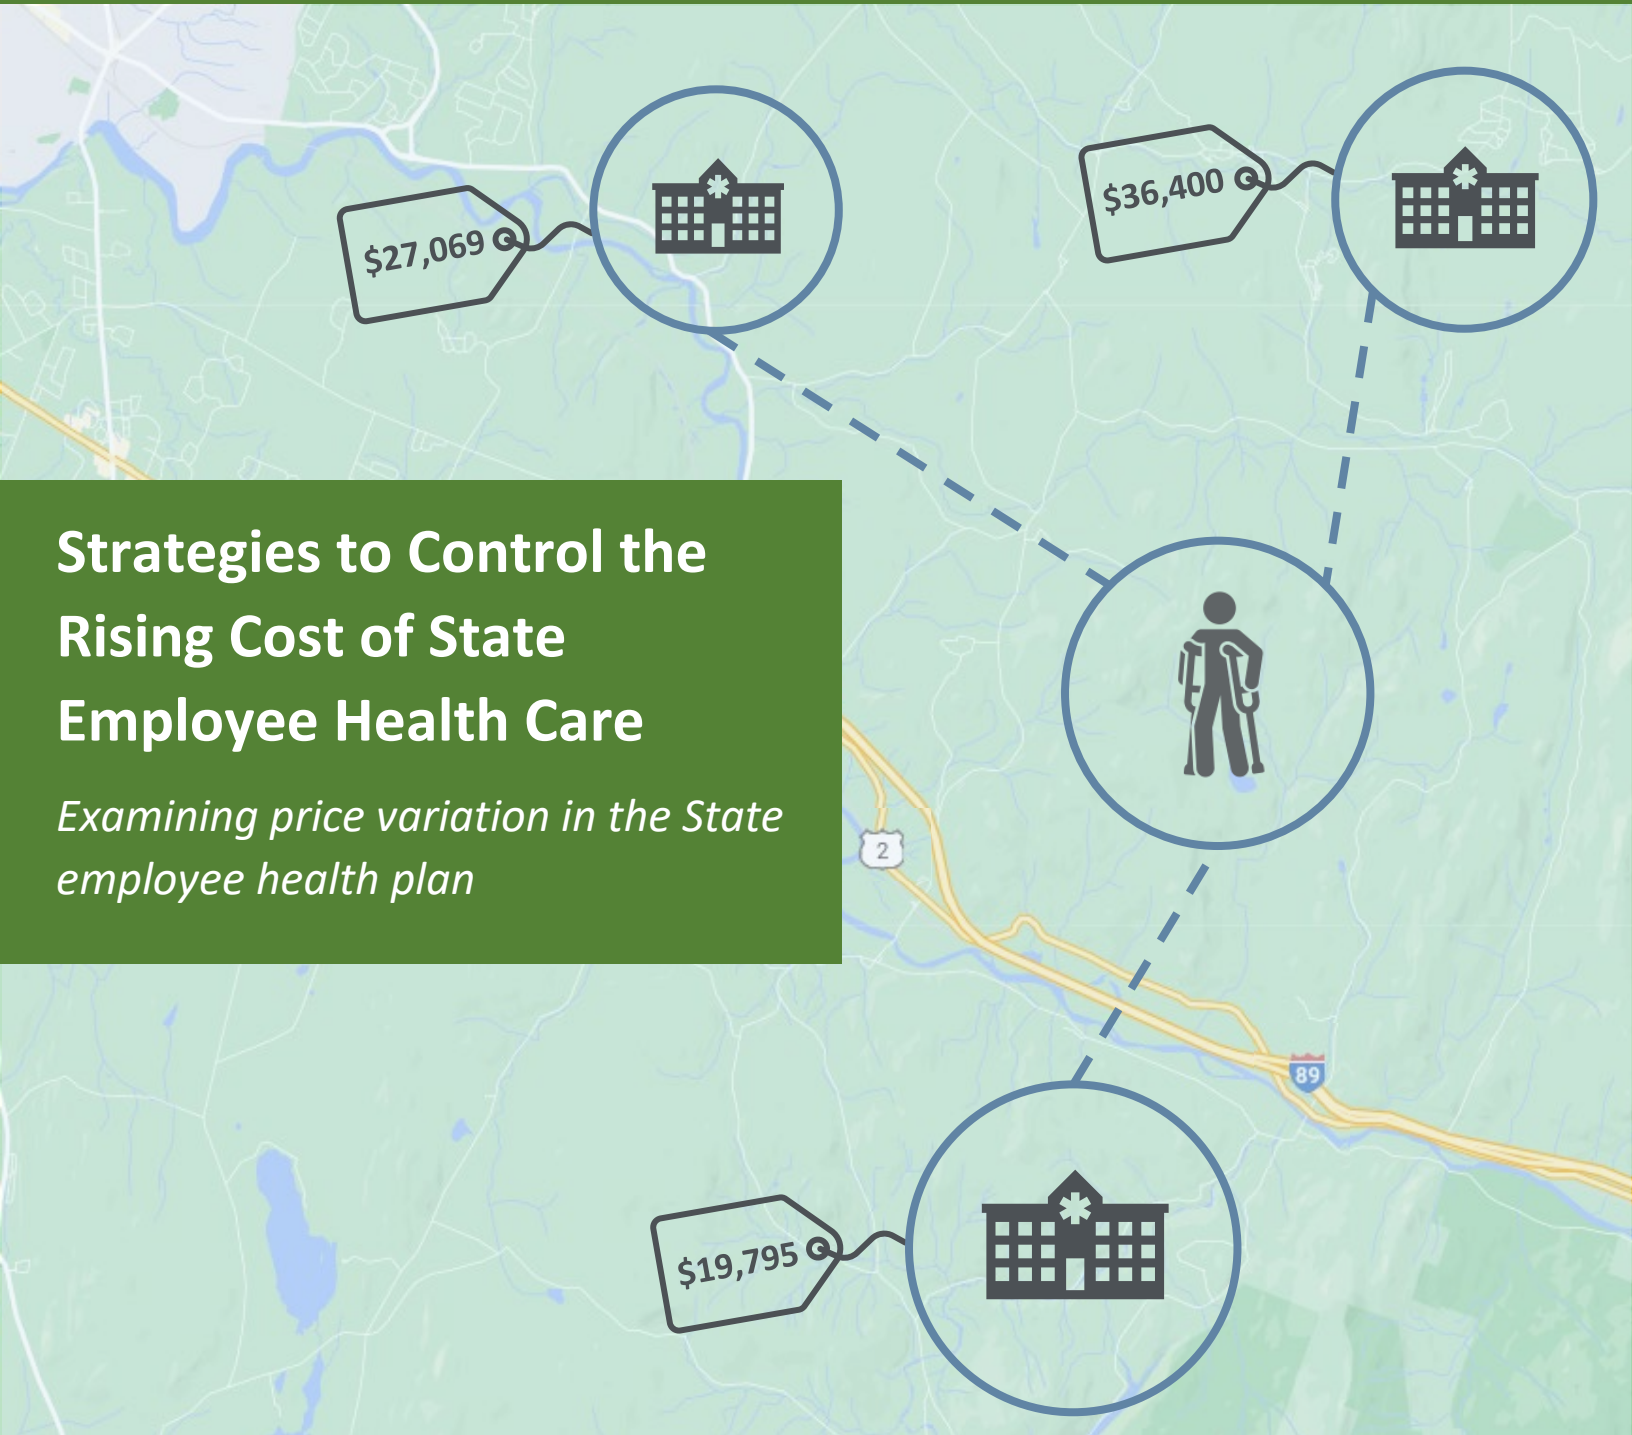 $27,069
$36,400
Strategies to Control the
Rising Cost of State
Employee Health Care
Examining price variation in the State
employee health plan
2
89
$19,795